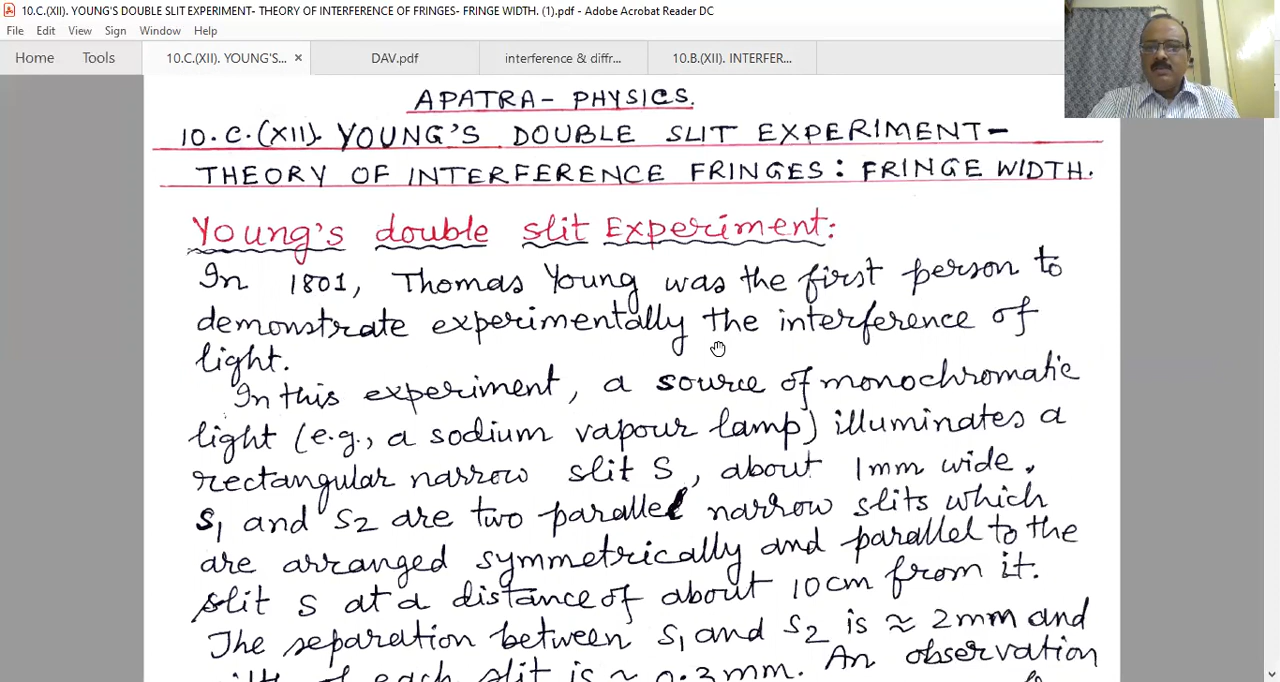 10.C.(XII). YOUNG'S DOUBLE SLIT EXPERIMENT- THEORY OF INTERFERENCE OF FRINGES- FRINGE WIDTH. (1).pdf - Adobe Acrobat Reader DC
File Edit View Sign Window Help
Home Tools 10.C.(XII). YOUNG'S... × DAV.pdf interference & diffr... 10.B.(XII). INTERFER...
APATRA- PHYSICS.
10.C.(XII). YOUNG'S DOUBLE SLIT EXPERIMENT-
THEORY OF INTERFERENCE FRINGES: FRINGE WIDTH.
Young's double slit Experiment:
In 1801, Thomas Young was the first person to
demonstrate experimentally the interference of
light.
In this experiment, a source of monochromatic
light (e.g., a sodium vapour lamp) illuminates a
rectangular narrow slit S, about 1mm wide.
S1 and S2 are two parallel narrow slits which
are arranged symmetrically and parallel to the
slit S at a distance of about 10cm from it.
The separation between S1 and S2 is ≈ 2mm and
of each slit is ~ 0.3mm. An observation